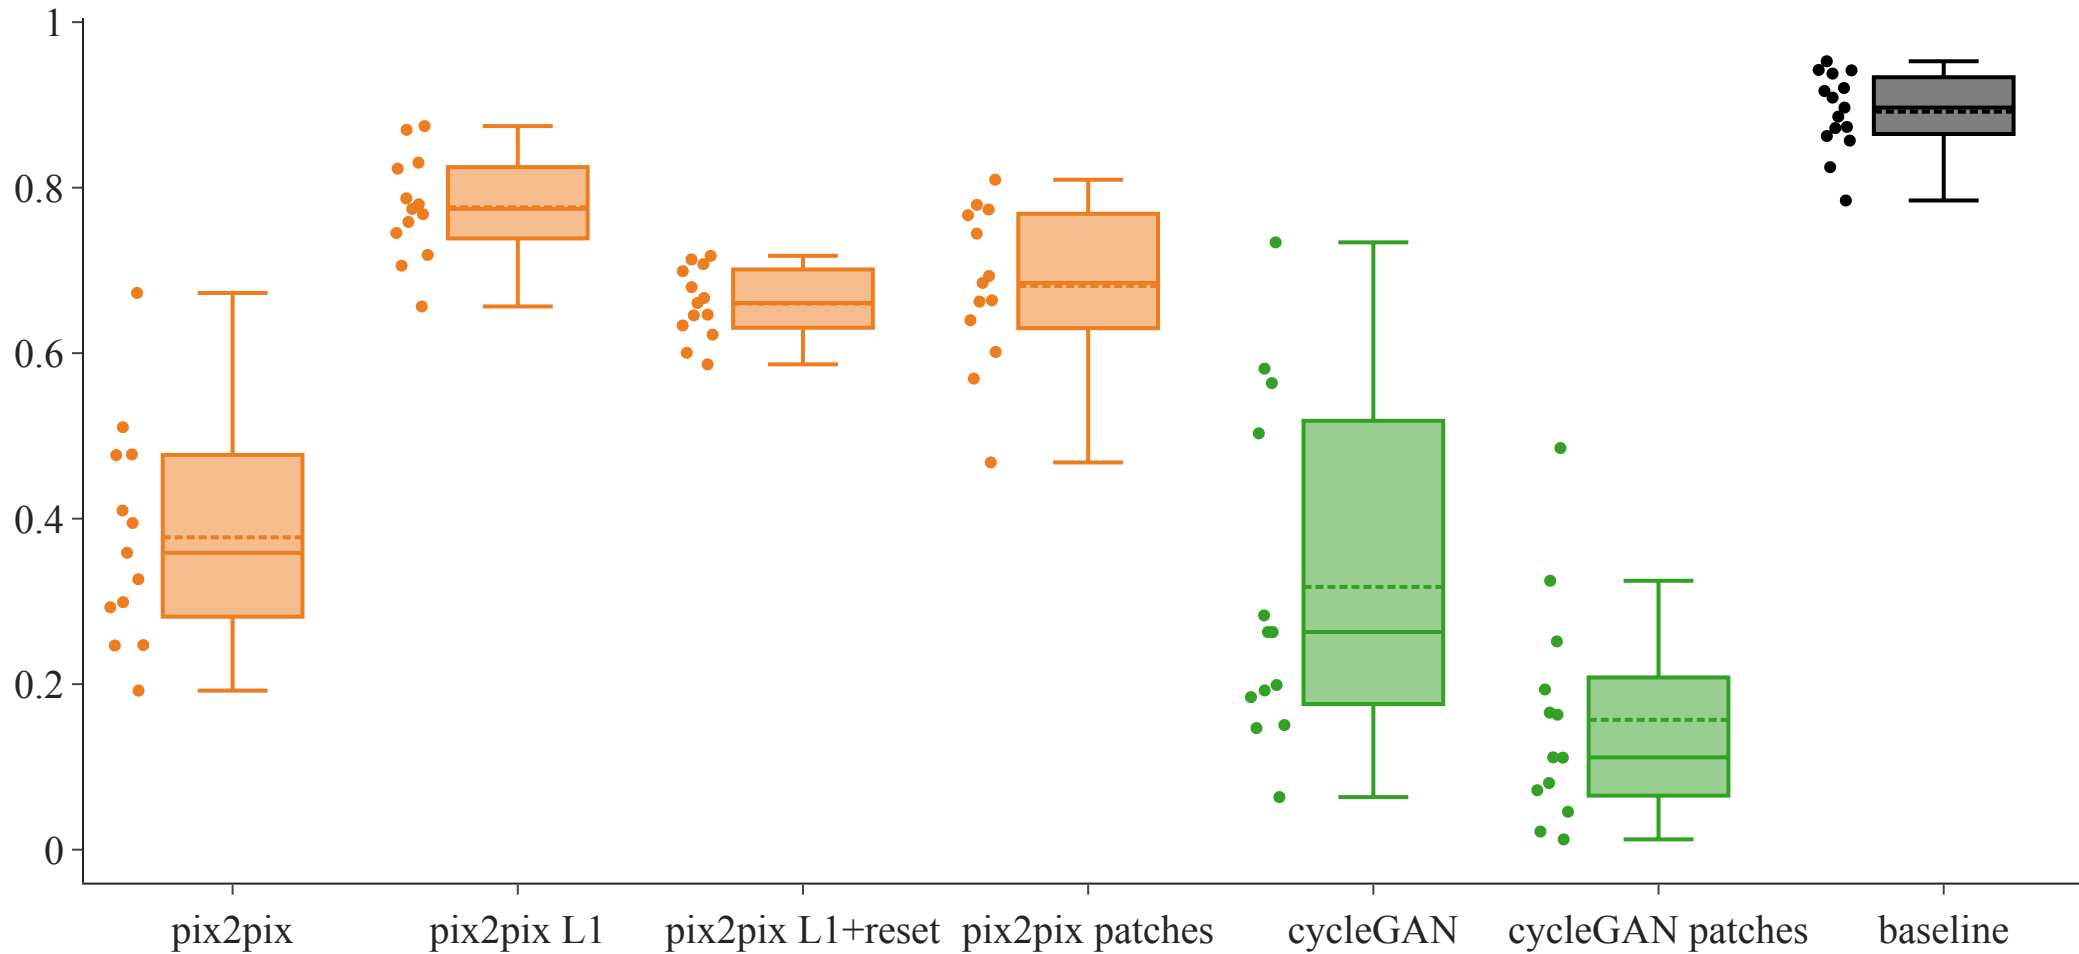 1
0.8
0.6
0.4
0.2
0
pix2pix
pix2pix L1
pix2pix L1+reset
pix2pix patches
cycleGAN
cycleGAN patches
baseline